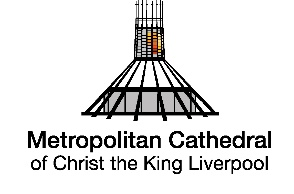 Metropolitan Cathedral
of Christ the King Liverpool